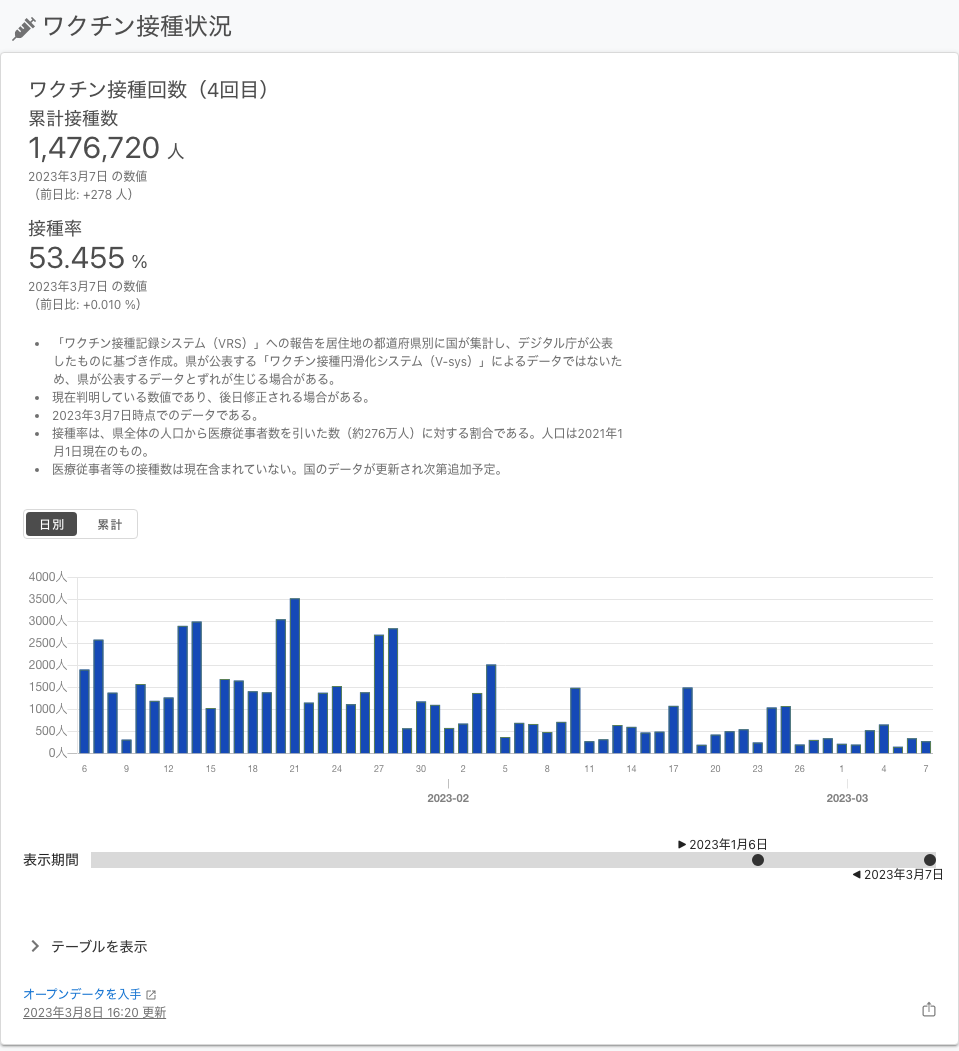 ワクチン接種状況
ワクチン接種回数（4回目）
累計接種数
1,476,720 人
2023年3月7日 の数値
（前日比: +278 人）
接種率
53.455 %
2023年3月7日 の数値
（前日比: +0.010 %）
• 「ワクチン接種記録システム（VRS）」への報告を居住地の都道府県別に国が集計し、デジタル庁が公表
したものに基づき作成。県が公表する「ワクチン接種円滑化システム（V-sys）」によるデータではないた
め、県が公表するデータとずれが生じる場合がある。
• 現在判明している数値であり、後日修正される場合がある。
• 2023年3月7日時点でのデータである。
• 接種率は、県全体の人口から医療従事者数を引いた数（約276万人）に対する割合である。人口は2021年1
月1日現在のもの。
• 医療従事者等の接種数は現在含まれていない。国のデータが更新され次第追加予定。
日別 累計
4000人
3500人
3000人
2500人
2000人
1500人
1000人
500人
0人
6 9 12 15 18 21 24 27 30 2 5 8 11 14 17 20 23 26 1 4 7
2023-02 2023-03
▶ 2023年1月6日
表示期間
◀ 2023年3月7日
テーブルを表示
オープンデータを入手
2023年3月8日 16:20 更新